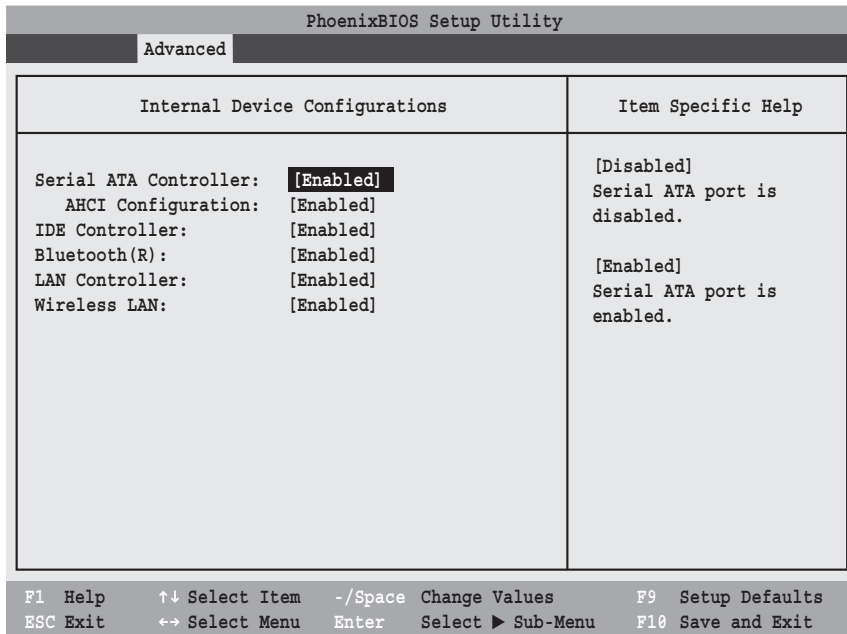 PhoenixBIOS Setup Utility
Advanced
Internal Device Configurations
Serial ATA Controller: [Enabled]
AHCI Configuration: [Enabled]
IDE Controller: [Enabled]
Bluetooth(R): [Enabled]
LAN Controller: [Enabled]
Wireless LAN: [Enabled]
Item Specific Help
[Disabled]
Serial ATA port is
disabled.
[Enabled]
Serial ATA port is
enabled.
F1 Help ↑↓ Select Item -/Space Change Values F9 Setup Defaults
ESC Exit ←→ Select Menu Enter Select ▶ Sub-Menu F10 Save and Exit